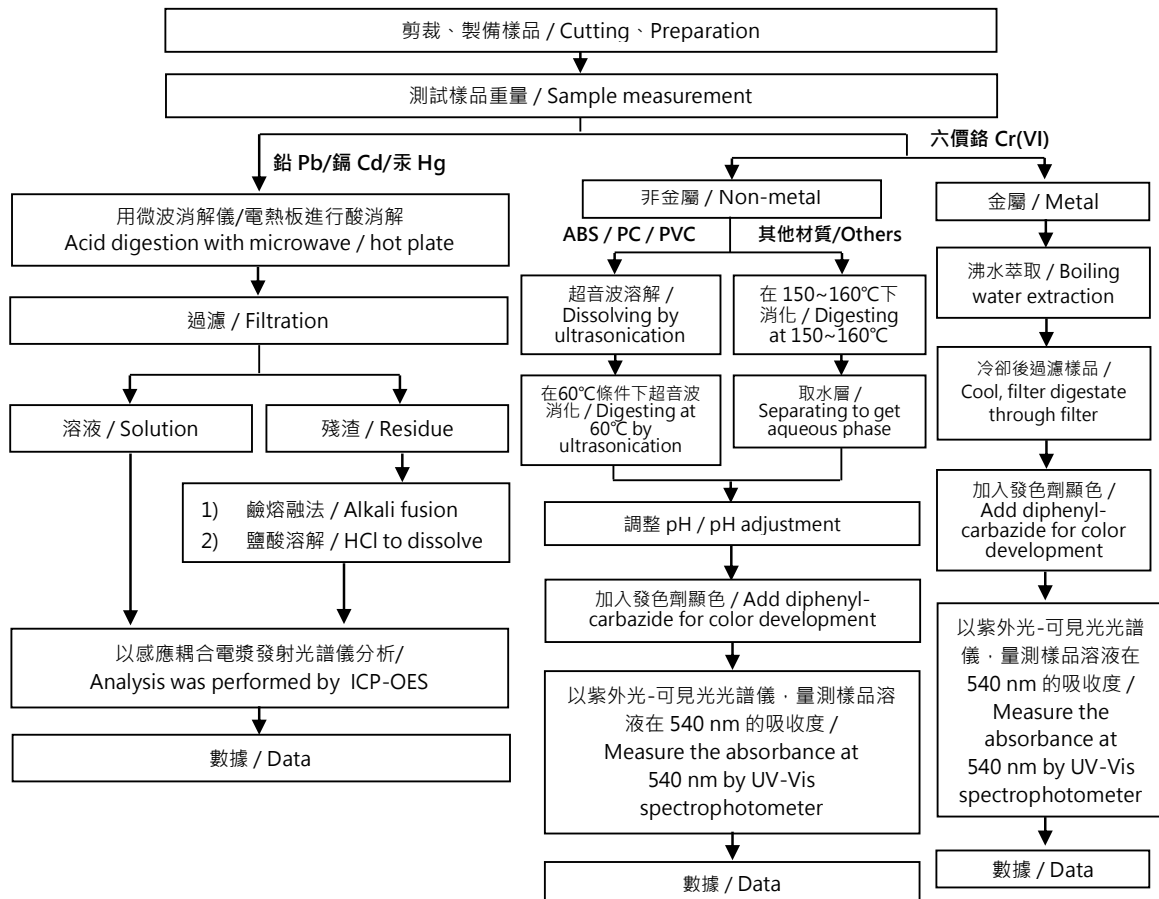 剪裁、製備樣品 / Cutting、Preparation
測試樣品重量 / Sample measurement
鉛 Pb/鎘 Cd/汞 Hg
用微波消解儀/電熱板進行酸消解
Acid digestion with microwave / hot plate
過濾 / Filtration
溶液 / Solution
殘渣 / Residue
1) 鹼熔融法 / Alkali fusion
2) 鹽酸溶解 / HCl to dissolve
以感應耦合電漿發射光譜儀分析/
Analysis was performed by ICP-OES
數據 / Data
六價鉻 Cr(VI)
非金屬 / Non-metal
ABS / PC / PVC
其他材質/Others
超音波溶解 /
Dissolving by
ultrasonication
在60℃條件下超音波
消化 / Digesting at
60℃ by
ultrasonication
在 150~160℃下
消化 / Digesting
at 150~160℃
取水層 /
Separating to get
aqueous phase
調整 pH / pH adjustment
加入發色劑顯色 / Add diphenyl-
carbazide for color development
以紫外光-可見光光譜儀，量測樣品溶
液在 540 nm 的吸收度 /
Measure the absorbance at
540 nm by UV-Vis
spectrophotometer
數據 / Data
金屬 / Metal
沸水萃取 / Boiling
water extraction
冷卻後過濾樣品 /
Cool, filter digestate
through filter
加入發色劑顯色 /
Add diphenyl-
carbazide for color
development
以紫外光-可見光光譜
儀，量測樣品溶液在
540 nm 的吸收度 /
Measure the
absorbance at
540 nm by UV-Vis
spectrophotometer
數據 / Data